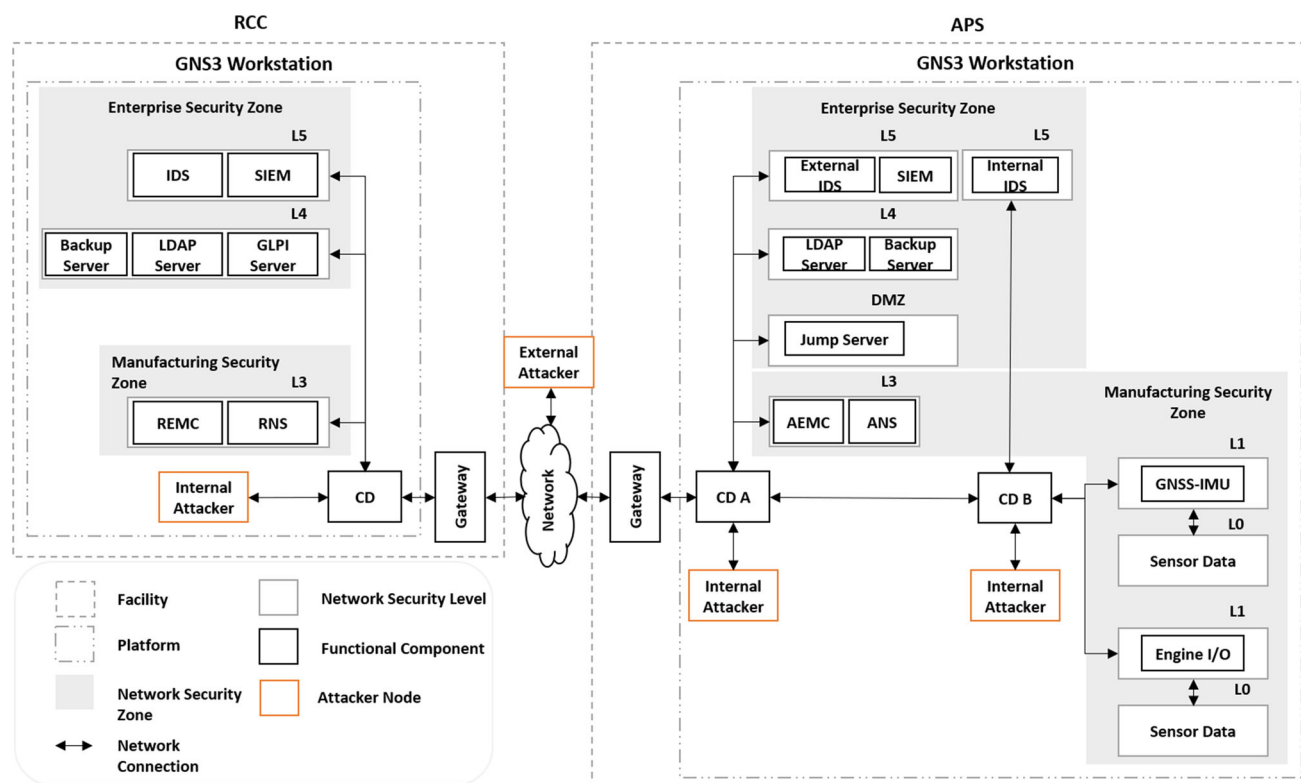 RCC
GNS3 Workstation
Enterprise Security Zone
L5
IDS
SIEM
L4
Backup
Server
LDAP
Server
GLPI
Server
Manufacturing Security
Zone
L3
REMC
RNS
Internal
Attacker
CD
Gateway
External
Attacker
Network
APS
GNS3 Workstation
Enterprise Security Zone
L5
External
IDS
SIEM
L5
Internal
IDS
L4
LDAP
Server
Backup
Server
DMZ
Jump Server
L3
AEMC
ANS
Manufacturing Security
Zone
Gateway
CD A
CD B
Internal
Attacker
Internal
Attacker
L1
GNSS-IMU
L0
Sensor Data
L1
Engine I/O
L0
Sensor Data
Facility
Platform
Network Security
Zone
Network
Connection
Network Security Level
Functional Component
Attacker Node